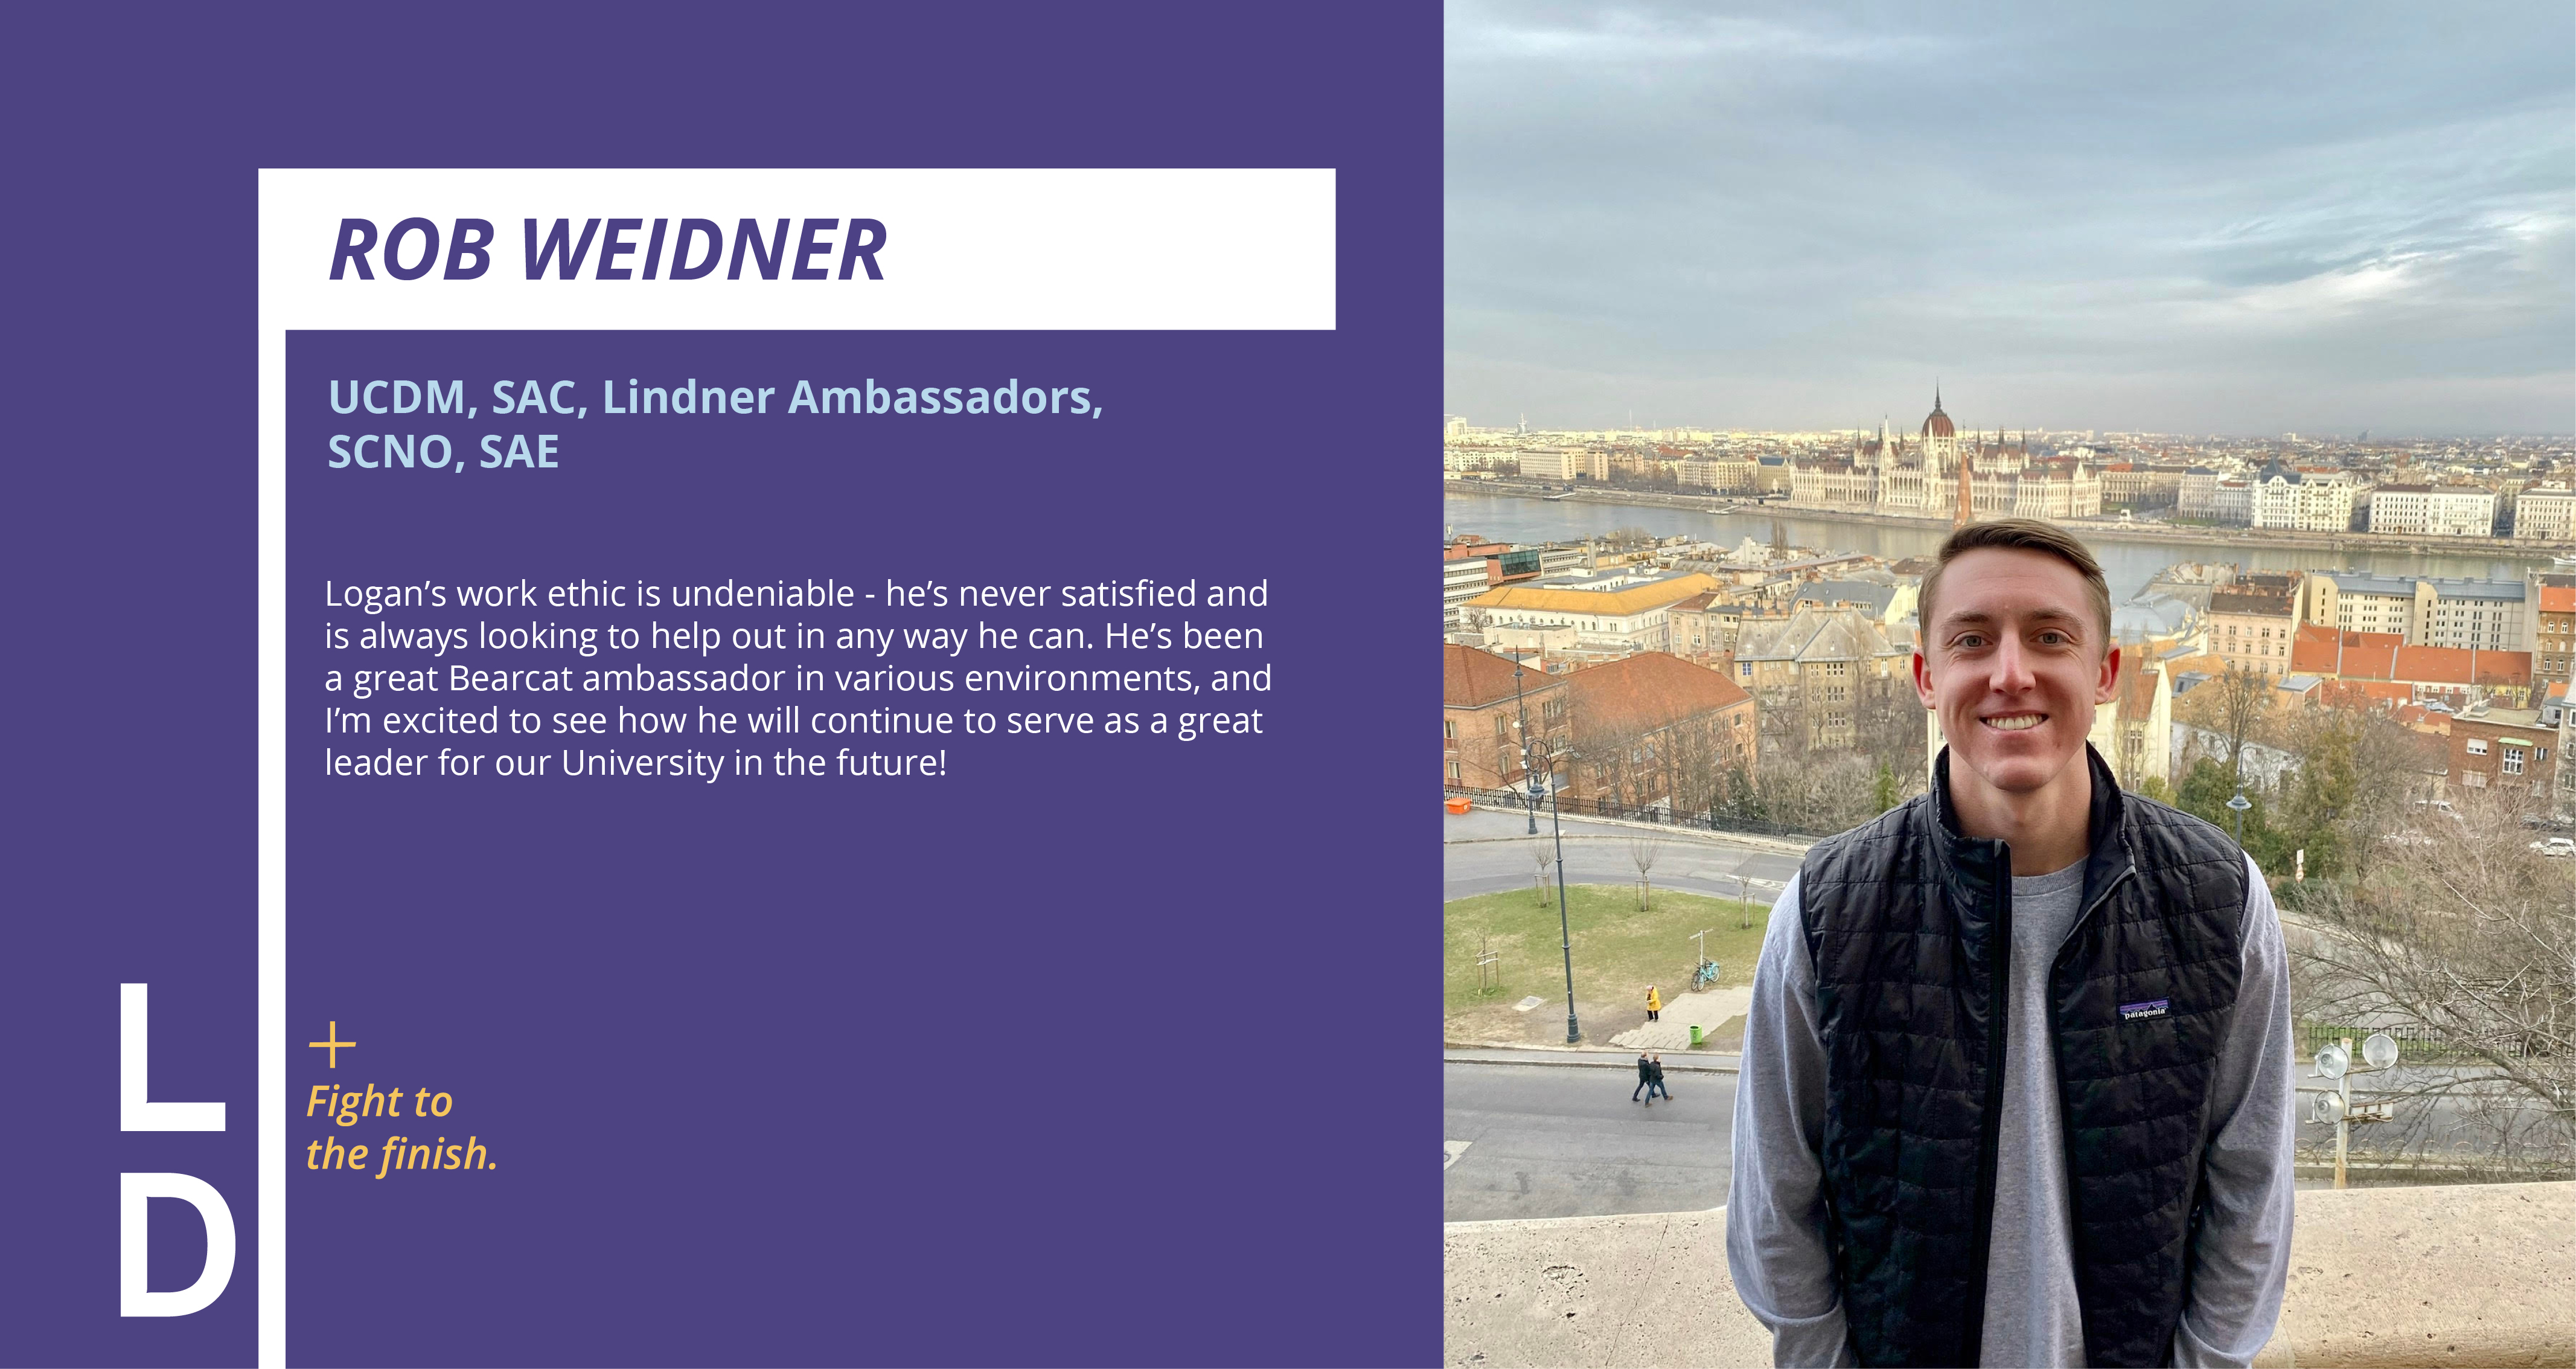 ROB WEIDNER
UCDM, SAC, Lindner Ambassadors,
SCNO, SAE
Logan’s work ethic is undeniable - he’s never satisfied and
is always looking to help out in any way he can. He’s been
a great Bearcat ambassador in various environments, and
I’m excited to see how he will continue to serve as a great
leader for our University in the future!
L
D
+
Fight to
the finish.
patagonia